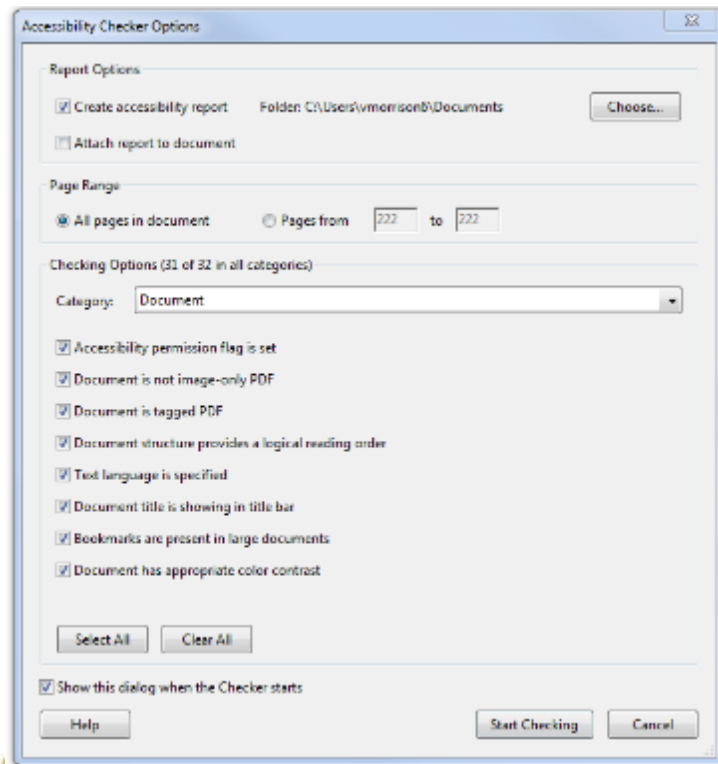 Accessibility Checker Options
Report Options
Create accessibility report Folder: C:\Users\vmorrison6\Documents Choose...
Attach report to document
Page Range
All pages in document Pages from 222 to 222
Checking Options (31 of 32 in all categories)
Category: Document
Accessibility permission flag is set
Document is not image-only PDF
Document is tagged PDF
Document structure provides a logical reading order
Text language is specified
Document title is showing in title bar
Bookmarks are present in large documents
Document has appropriate color contrast
Select All Clear All
Show this dialog when the Checker starts
Help Start Checking Cancel